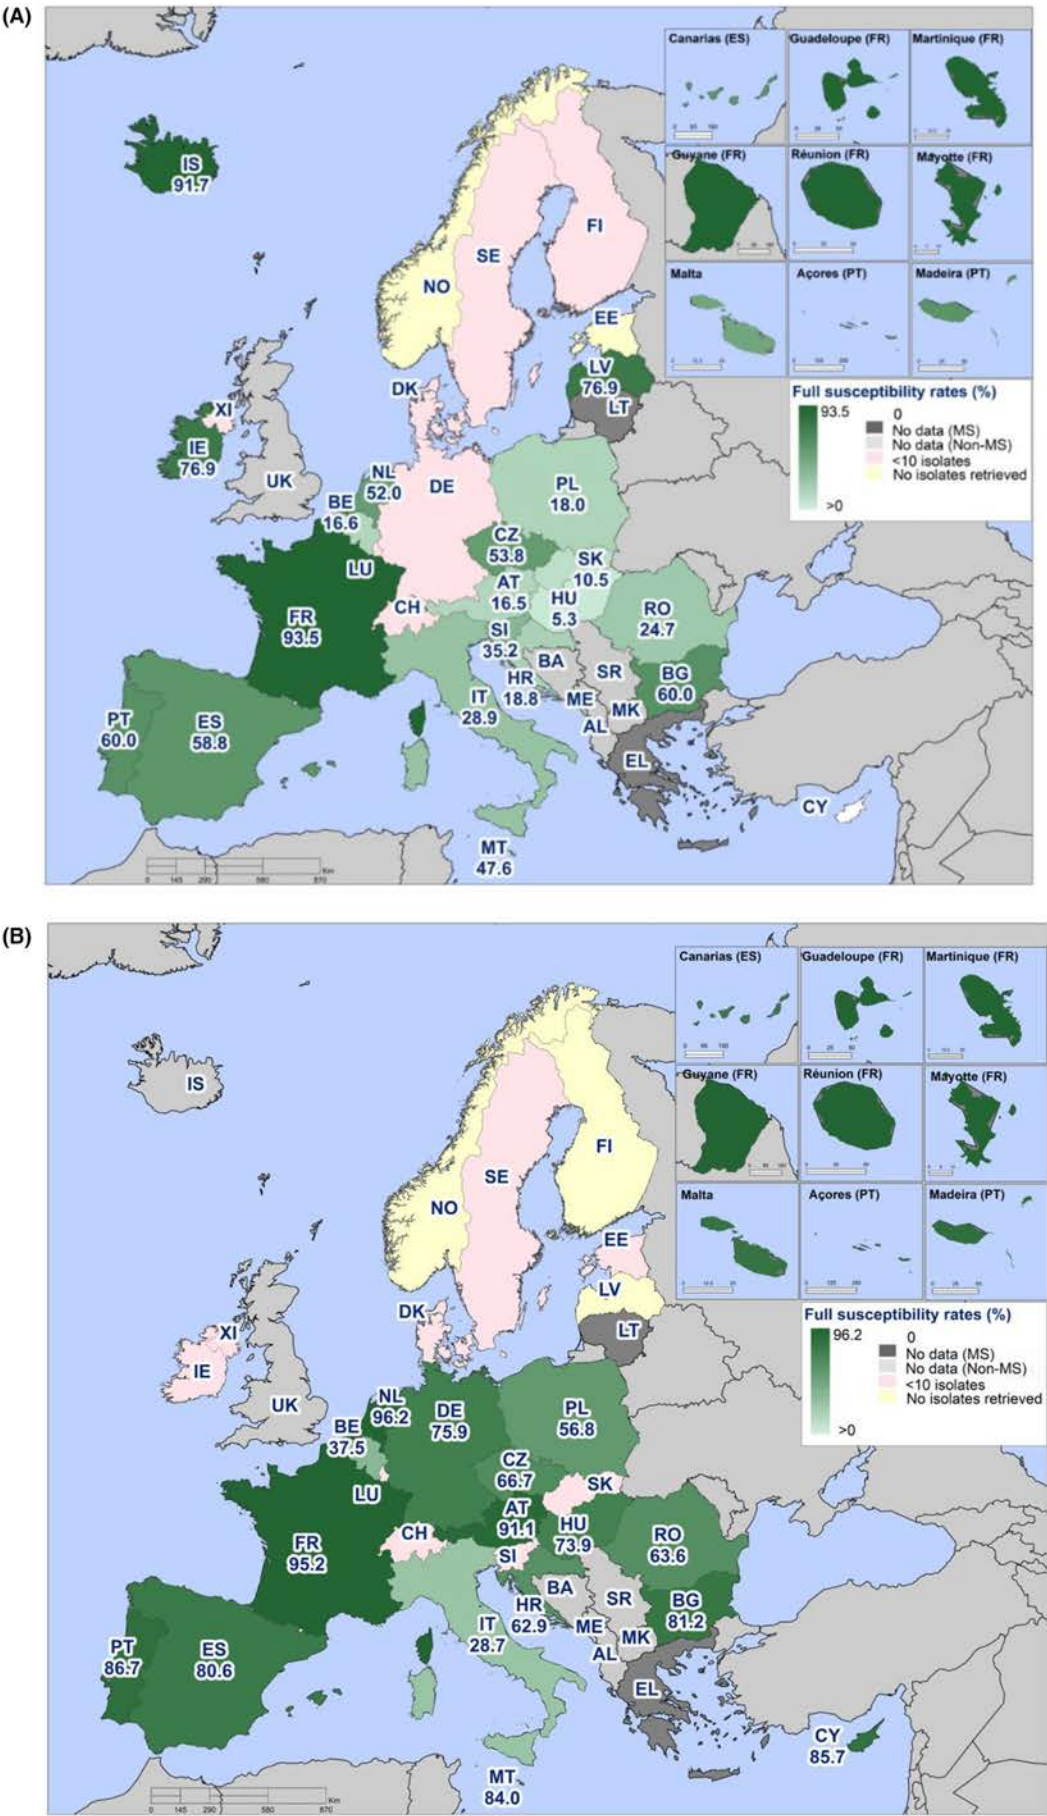 (A)
Canarias (ES)
Guadeloupe (FR)
Martinique (FR)
IS
91.7
Guyane (FR)
Réunion (FR)
Mayotte (FR)
FI
SE
NO
Malta
Açores (PT)
Madeira (PT)
EE
LV
76.9
LT
DK
Full susceptibility rates (%)
93.5
0
No data (MS)
No data (Non-MS)
<10 isolates
No isolates retrieved
>0
XI
IE
76.9
UK
NL
52.0
DE
PL
18.0
BE
16.6
CZ
53.8
SK
10.5
LU
AT
16.5
HU
5.3
CH
RO
24.7
FR
93.5
SI
35.2
BA
SR
BG
60.0
HR
18.8
ME
MK
AL
IT
28.9
PT
60.0
ES
58.8
EL
CY
MT
47.6
0 145 290 580 870
Km
(B)
Canarias (ES)
Guadeloupe (FR)
Martinique (FR)
IS
Guyane (FR)
Réunion (FR)
Mayotte (FR)
FI
SE
NO
Malta
Açores (PT)
Madeira (PT)
EE
LV
LT
DK
Full susceptibility rates (%)
96.2
0
No data (MS)
No data (Non-MS)
<10 isolates
No isolates retrieved
>0
XI
IE
UK
NL
96.2
DE
75.9
PL
56.8
BE
37.5
CZ
66.7
SK
LU
AT
91.1
HU
73.9
CH
RO
63.6
FR
95.2
SI
BA
SR
BG
81.2
HR
62.9
ME
MK
AL
IT
28.7
PT
86.7
ES
80.6
EL
CY
85.7
MT
84.0
0 145 290 580 870
Km